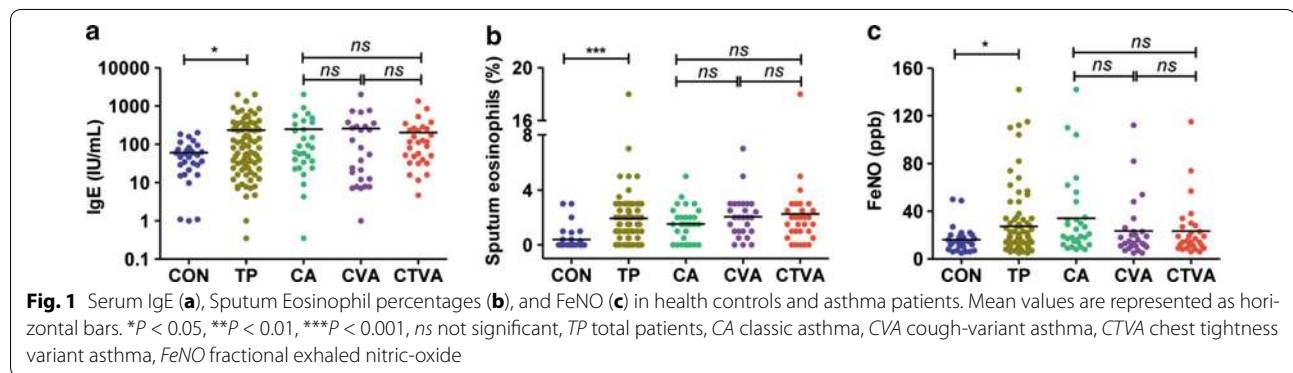 a
*
ns
ns
ns
IgE (IU/mL)
10000
1000
100
10
1
0.1
CON TP CA CVA CTVA
b
***
ns
ns
ns
Sputum eosinophils (%)
20
16
8
4
0
CON TP CA CVA CTVA
c
*
ns
ns
ns
FeNO (ppb)
160
120
80
40
0
CON TP CA CVA CTVA
Fig. 1 Serum IgE (a), Sputum Eosinophil percentages (b), and FeNO (c) in health controls and asthma patients. Mean values are represented as hori-
zontal bars. *P < 0.05, **P < 0.01, ***P < 0.001, ns not significant, TP total patients, CA classic asthma, CVA cough-variant asthma, CTVA chest tightness
variant asthma, FeNO fractional exhaled nitric-oxide